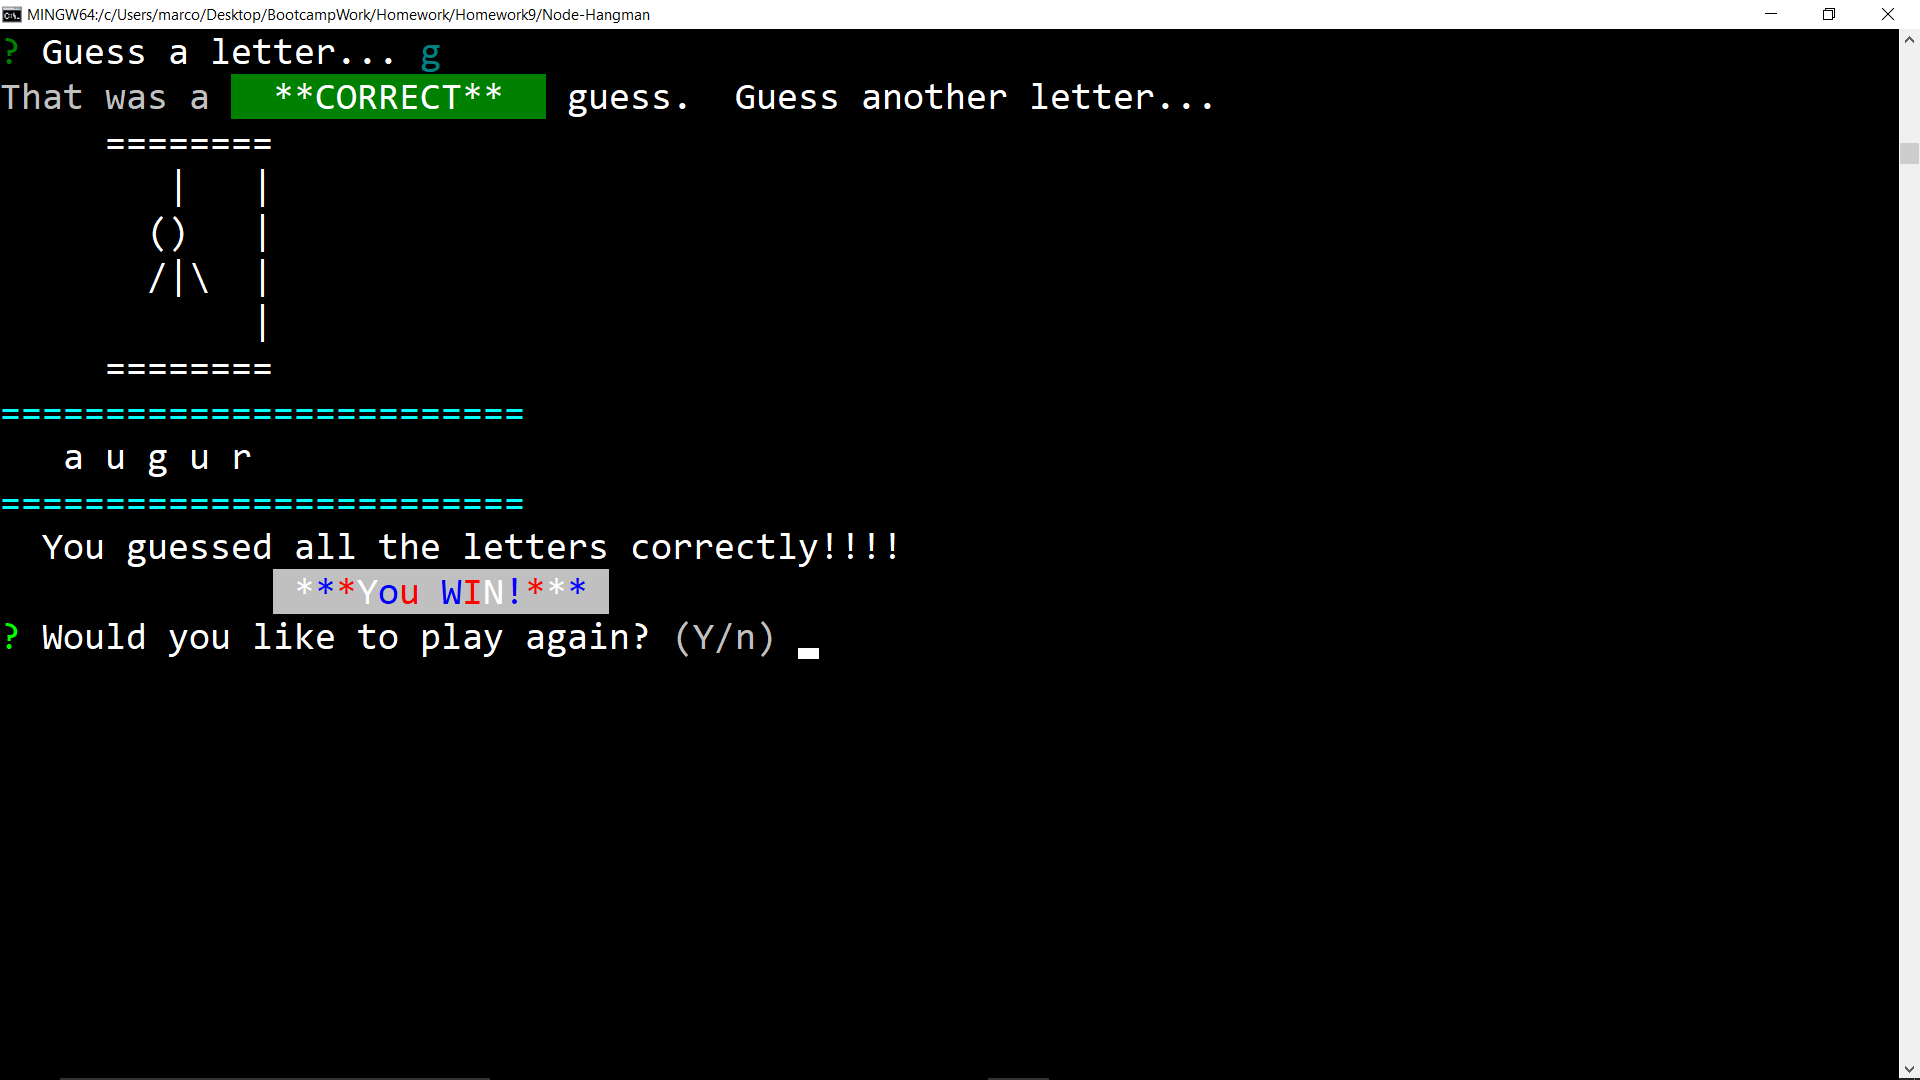 MINGW64:/c/Users/marco/Desktop/BootcampWork/Homework/Homework9/Node-Hangman
? Guess a letter... g
That was a   **CORRECT**   guess.  Guess another letter...
     ========
        |   |
       ()   |
       /|\  |
            |
     ========
=========================
   a u g u r
=========================
  You guessed all the letters correctly!!!!
             ***You WIN!***
? Would you like to play again? (Y/n)